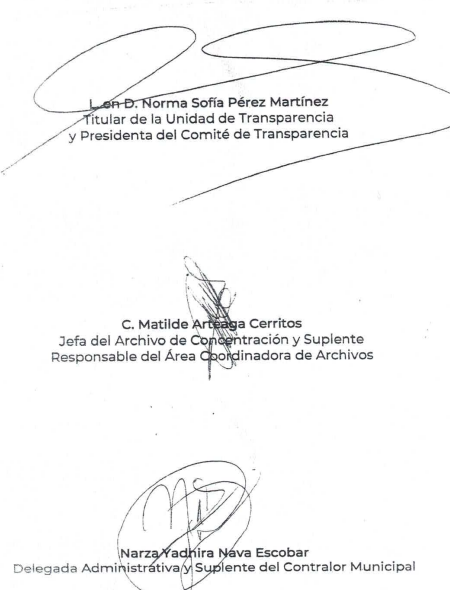 L. en D. Norma Sofía Pérez Martínez
Titular de la Unidad de Transparencia
y Presidenta del Comité de Transparencia
C. Matilde Arteaga Cerritos
Jefa del Archivo de Concentración y Suplente
Responsable del Área Coordinadora de Archivos
Narza Yadhira Nava Escobar
Delegada Administrativa y Suplente del Contralor Municipal